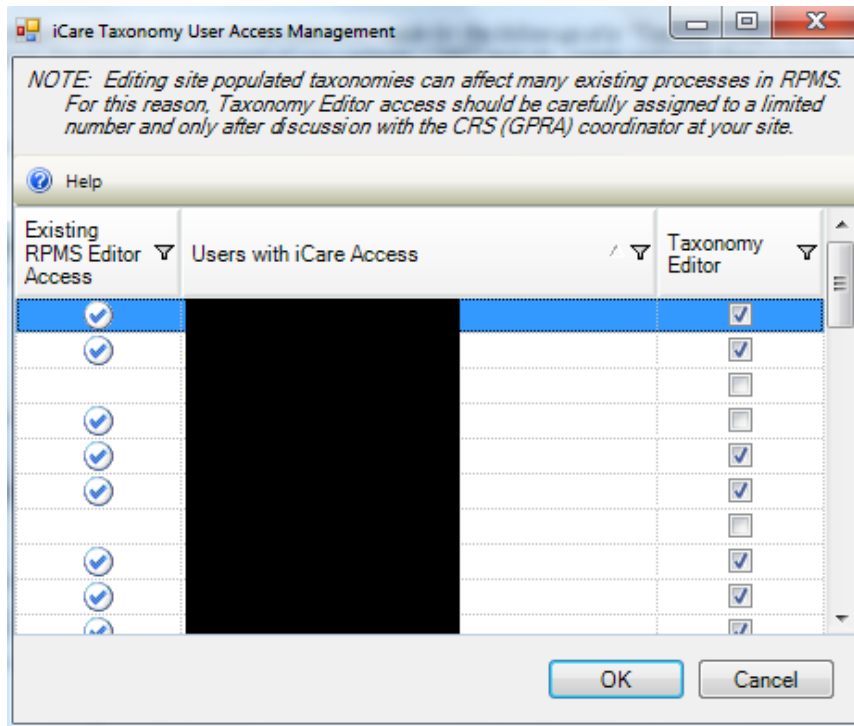 iCare Taxonomy User Access Management
NOTE: Editing site populated taxonomies can affect many existing processes in RPMS.
For this reason, Taxonomy Editor access should be carefully assigned to a limited
number and only after discussion with the CRS (GPRA) coordinator at your site.
Help
Existing
RPMS Editor
Access
Users with iCare Access
Taxonomy
Editor
OK
Cancel